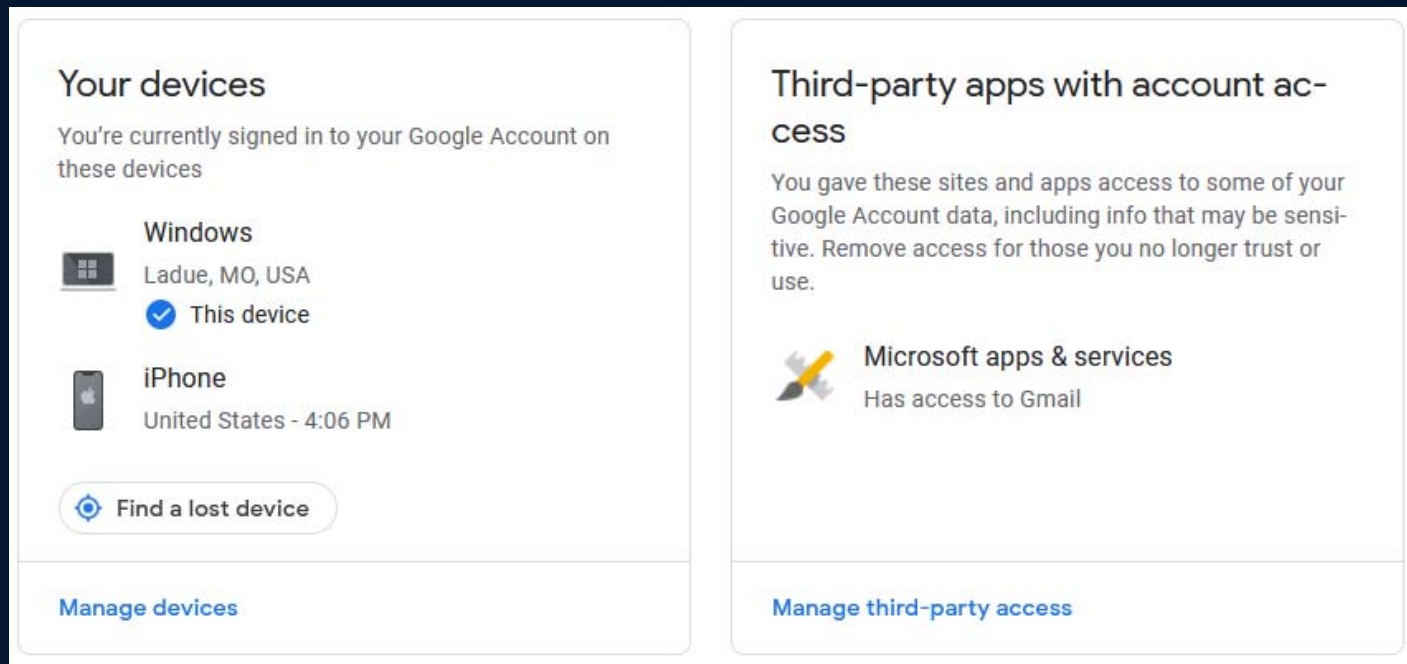 Your devices
You're currently signed in to your Google Account on
these devices
Windows
Ladue, MO, USA
This device
iPhone
United States - 4:06 PM
Find a lost device
Manage devices
Third-party apps with account ac-
cess
You gave these sites and apps access to some of your
Google Account data, including info that may be sensi-
tive. Remove access for those you no longer trust or
use.
Microsoft apps & services
Has access to Gmail
Manage third-party access